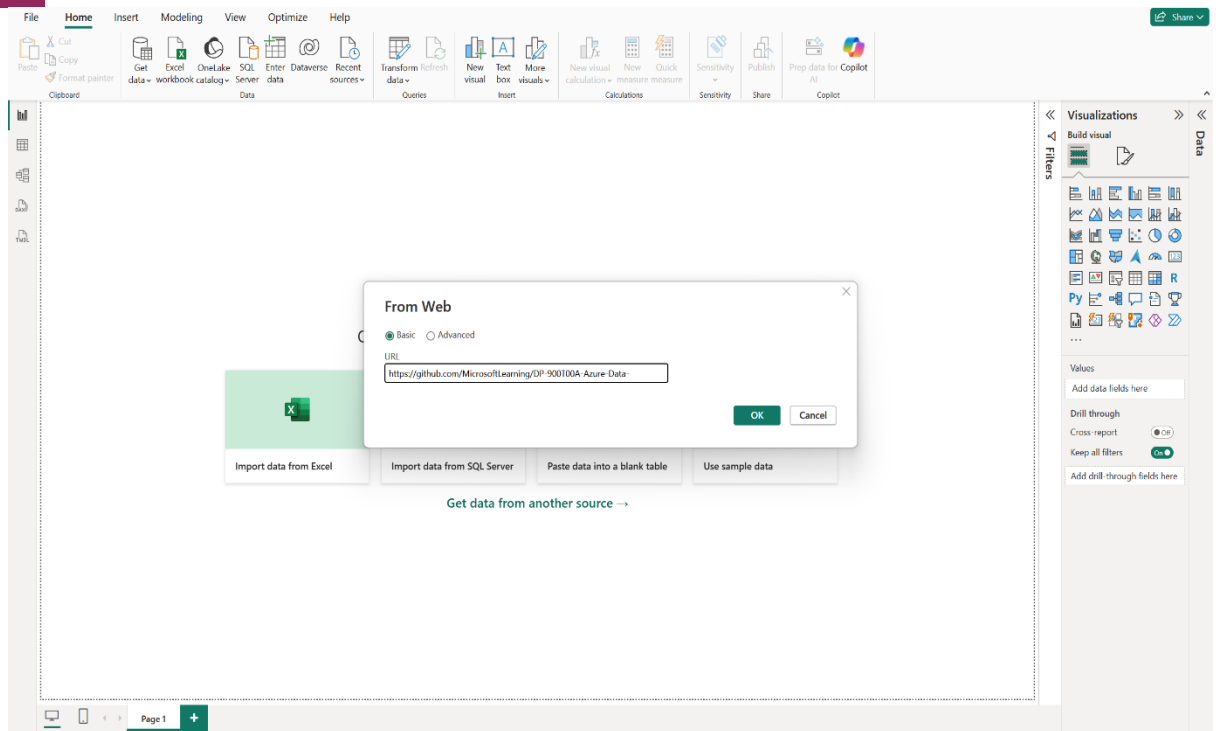 File Home Insert Modeling View Optimize Help Share
Paste
Cut
Copy
Format painter
Clipboard
Get data
Excel workbook
OneLake catalog
SQL Server
Enter data
Dataverse
Recent sources
Data
Transform data
Refresh
Queries
New visual
Text box
More visuals
Insert
New visual calculation
New measure
Quick measure
Calculations
Sensitivity
Sensitivity
Publish
Share
Prep data for AI
Copilot
Copilot
From Web
Basic Advanced
URL
https://github.com/MicrosoftLearning/DP-900T00A-Azure-Data-
OK Cancel
Import data from Excel
Import data from SQL Server
Paste data into a blank table
Use sample data
Get data from another source →
Filters
Visualizations
Build visual
Data
Values
Add data fields here
Drill through
Cross-report Off
Keep all filters On
Add drill-through fields here
Page 1